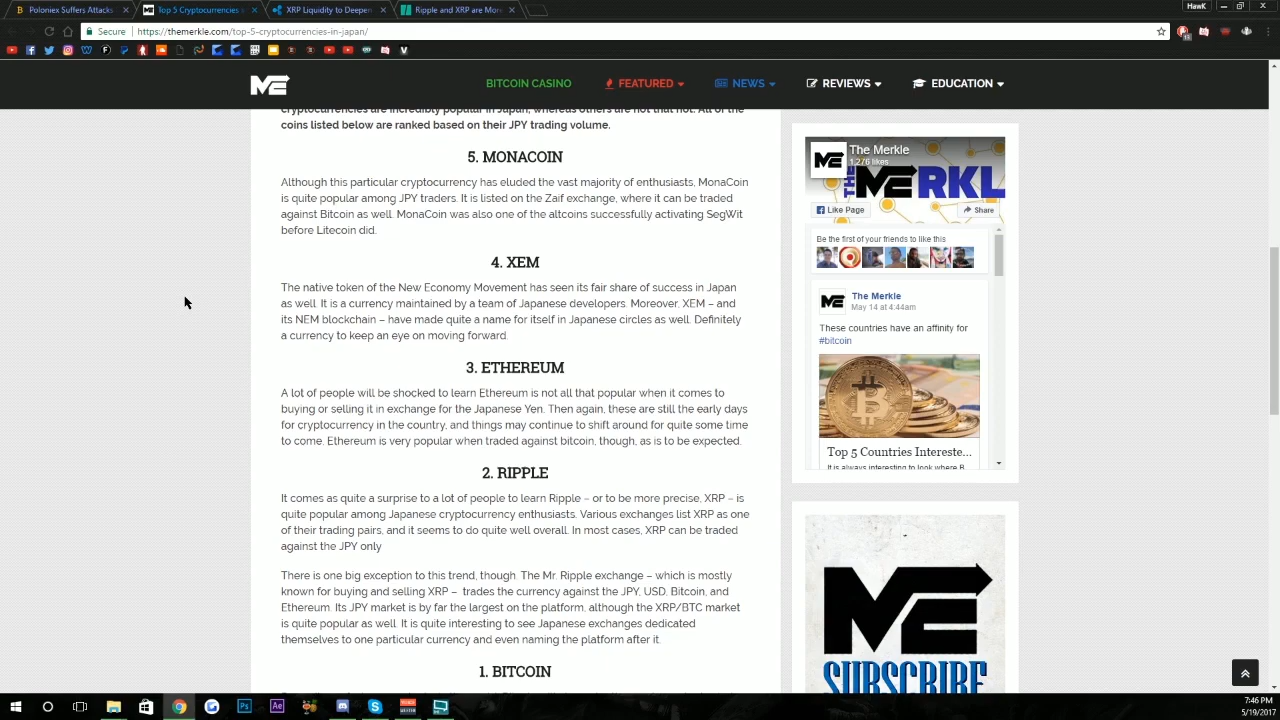 Poloniex Suffers Attacks
Top 5 Cryptocurrencies in
XRP Liquidity to Deepen
Ripple and XRP are More
HawK
Secure
https://themerkle.com/top-5-cryptocurrencies-in-japan/
ME
BITCOIN CASINO
FEATURED
NEWS
REVIEWS
EDUCATION
cryptocurrencies are incredibly popular in Japan, whereas others are not that hot. All of the
coins listed below are ranked based on their JPY trading volume.
5. MONACOIN
Although this particular cryptocurrency has eluded the vast majority of enthusiasts, MonaCoin
is quite popular among JPY traders. It is listed on the Zaif exchange, where it can be traded
against Bitcoin as well. MonaCoin was also one of the altcoins successfully activating SegWit
before Litecoin did.
4. XEM
The native token of the New Economy Movement has seen its fair share of success in Japan
as well. It is a currency maintained by a team of Japanese developers. Moreover, XEM – and
its NEM blockchain – have made quite a name for itself in Japanese circles as well. Definitely
a currency to keep an eye on moving forward.
3. ETHEREUM
A lot of people will be shocked to learn Ethereum is not all that popular when it comes to
buying or selling it in exchange for the Japanese Yen. Then again, these are still the early days
for cryptocurrency in the country, and things may continue to shift around for quite some time
to come. Ethereum is very popular when traded against bitcoin, though, as is to be expected.
2. RIPPLE
It comes as quite a surprise to a lot of people to learn Ripple – or to be more precise, XRP – is
quite popular among Japanese cryptocurrency enthusiasts. Various exchanges list XRP as one
of their trading pairs, and it seems to do quite well overall. In most cases, XRP can be traded
against the JPY only
There is one big exception to this trend, though. The Mr. Ripple exchange – which is mostly
known for buying and selling XRP – trades the currency against the JPY, USD, Bitcoin, and
Ethereum. Its JPY market is by far the largest on the platform, although the XRP/BTC market
is quite popular as well. It is quite interesting to see Japanese exchanges dedicated
themselves to one particular currency and even naming the platform after it.
1. BITCOIN
ME
The Merkle
1,276 likes
THE MERKL
Like Page
Share
Be the first of your friends to like this
ME
The Merkle
May 14 at 4:44am
These countries have an affinity for
#bitcoin
Top 5 Countries Intereste...
It is always interesting to look where B
ME
SUBSCRIBE
7:46 PM
5/19/2017